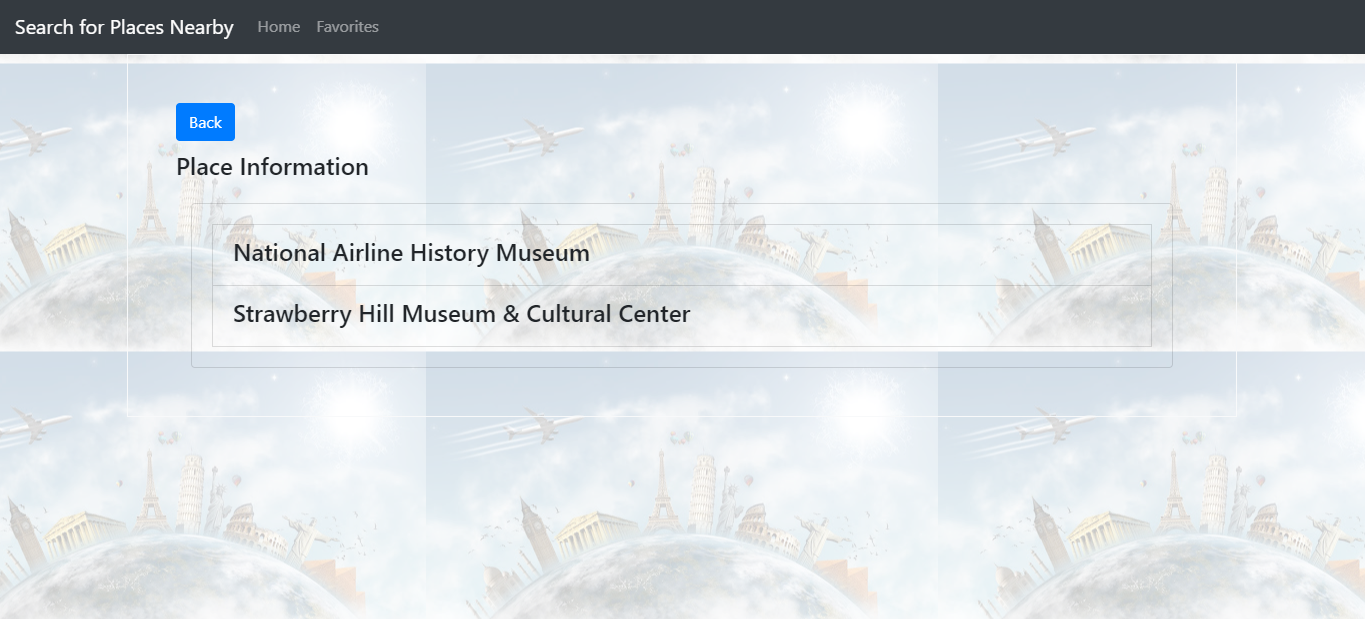 Search for Places Nearby Home Favorites
Back
Place Information
National Airline History Museum
Strawberry Hill Museum & Cultural Center